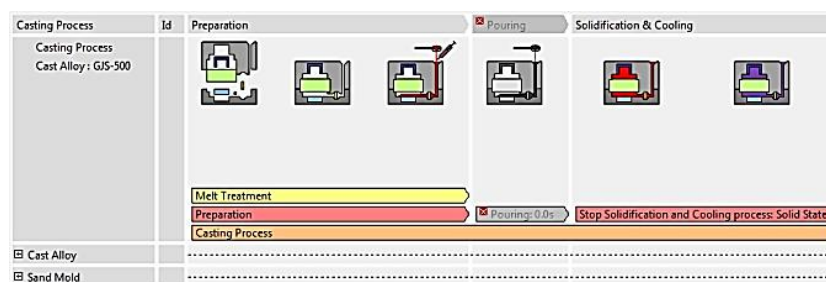 Casting Process Id Preparation Pouring Solidification & Cooling
Casting Process
Cast Alloy : GJS-500
Melt Treatment
Preparation Pouring: 0.0s Stop Solidification and Cooling process: Solid State
Casting Process
Cast Alloy
Sand Mold